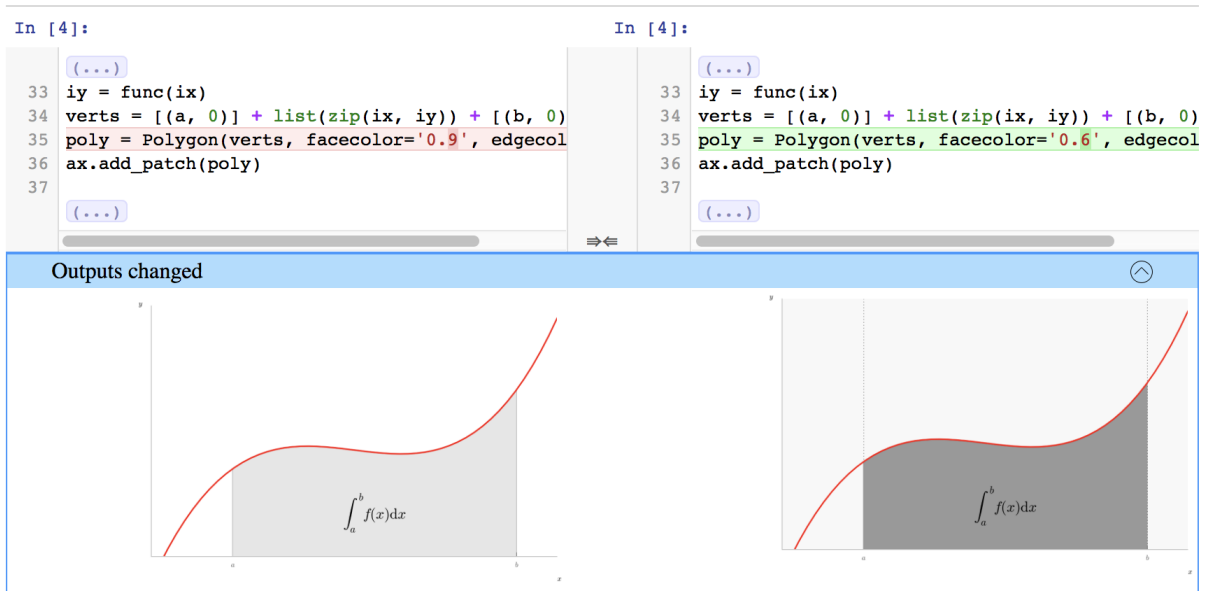 In [4]:
(...)
33 iy = func(ix)
34 verts = [(a, 0)] + list(zip(ix, iy)) + [(b, 0)
35 poly = Polygon(verts, facecolor='0.9', edgecol
36 ax.add_patch(poly)
37
(...)
In [4]:
(...)
33 iy = func(ix)
34 verts = [(a, 0)] + list(zip(ix, iy)) + [(b, 0)
35 poly = Polygon(verts, facecolor='0.6', edgecol
36 ax.add_patch(poly)
37
(...)
Outputs changed
y
∫_a^b f(x)dx
a b
x
y
∫_a^b f(x)dx
a b
x